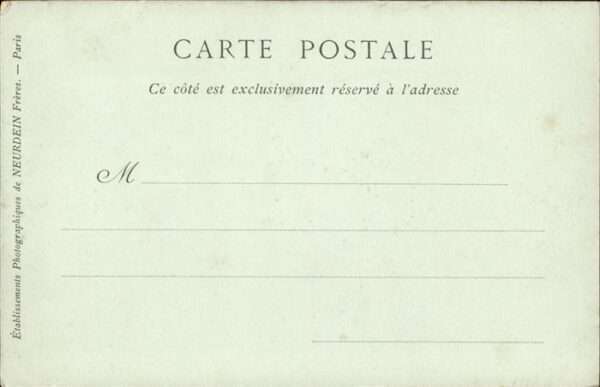 CARTE POSTALE
Ce côté est exclusivement réservé à l'adresse
M
Établissements Photographiques de NEURDEIN Frères. — Paris